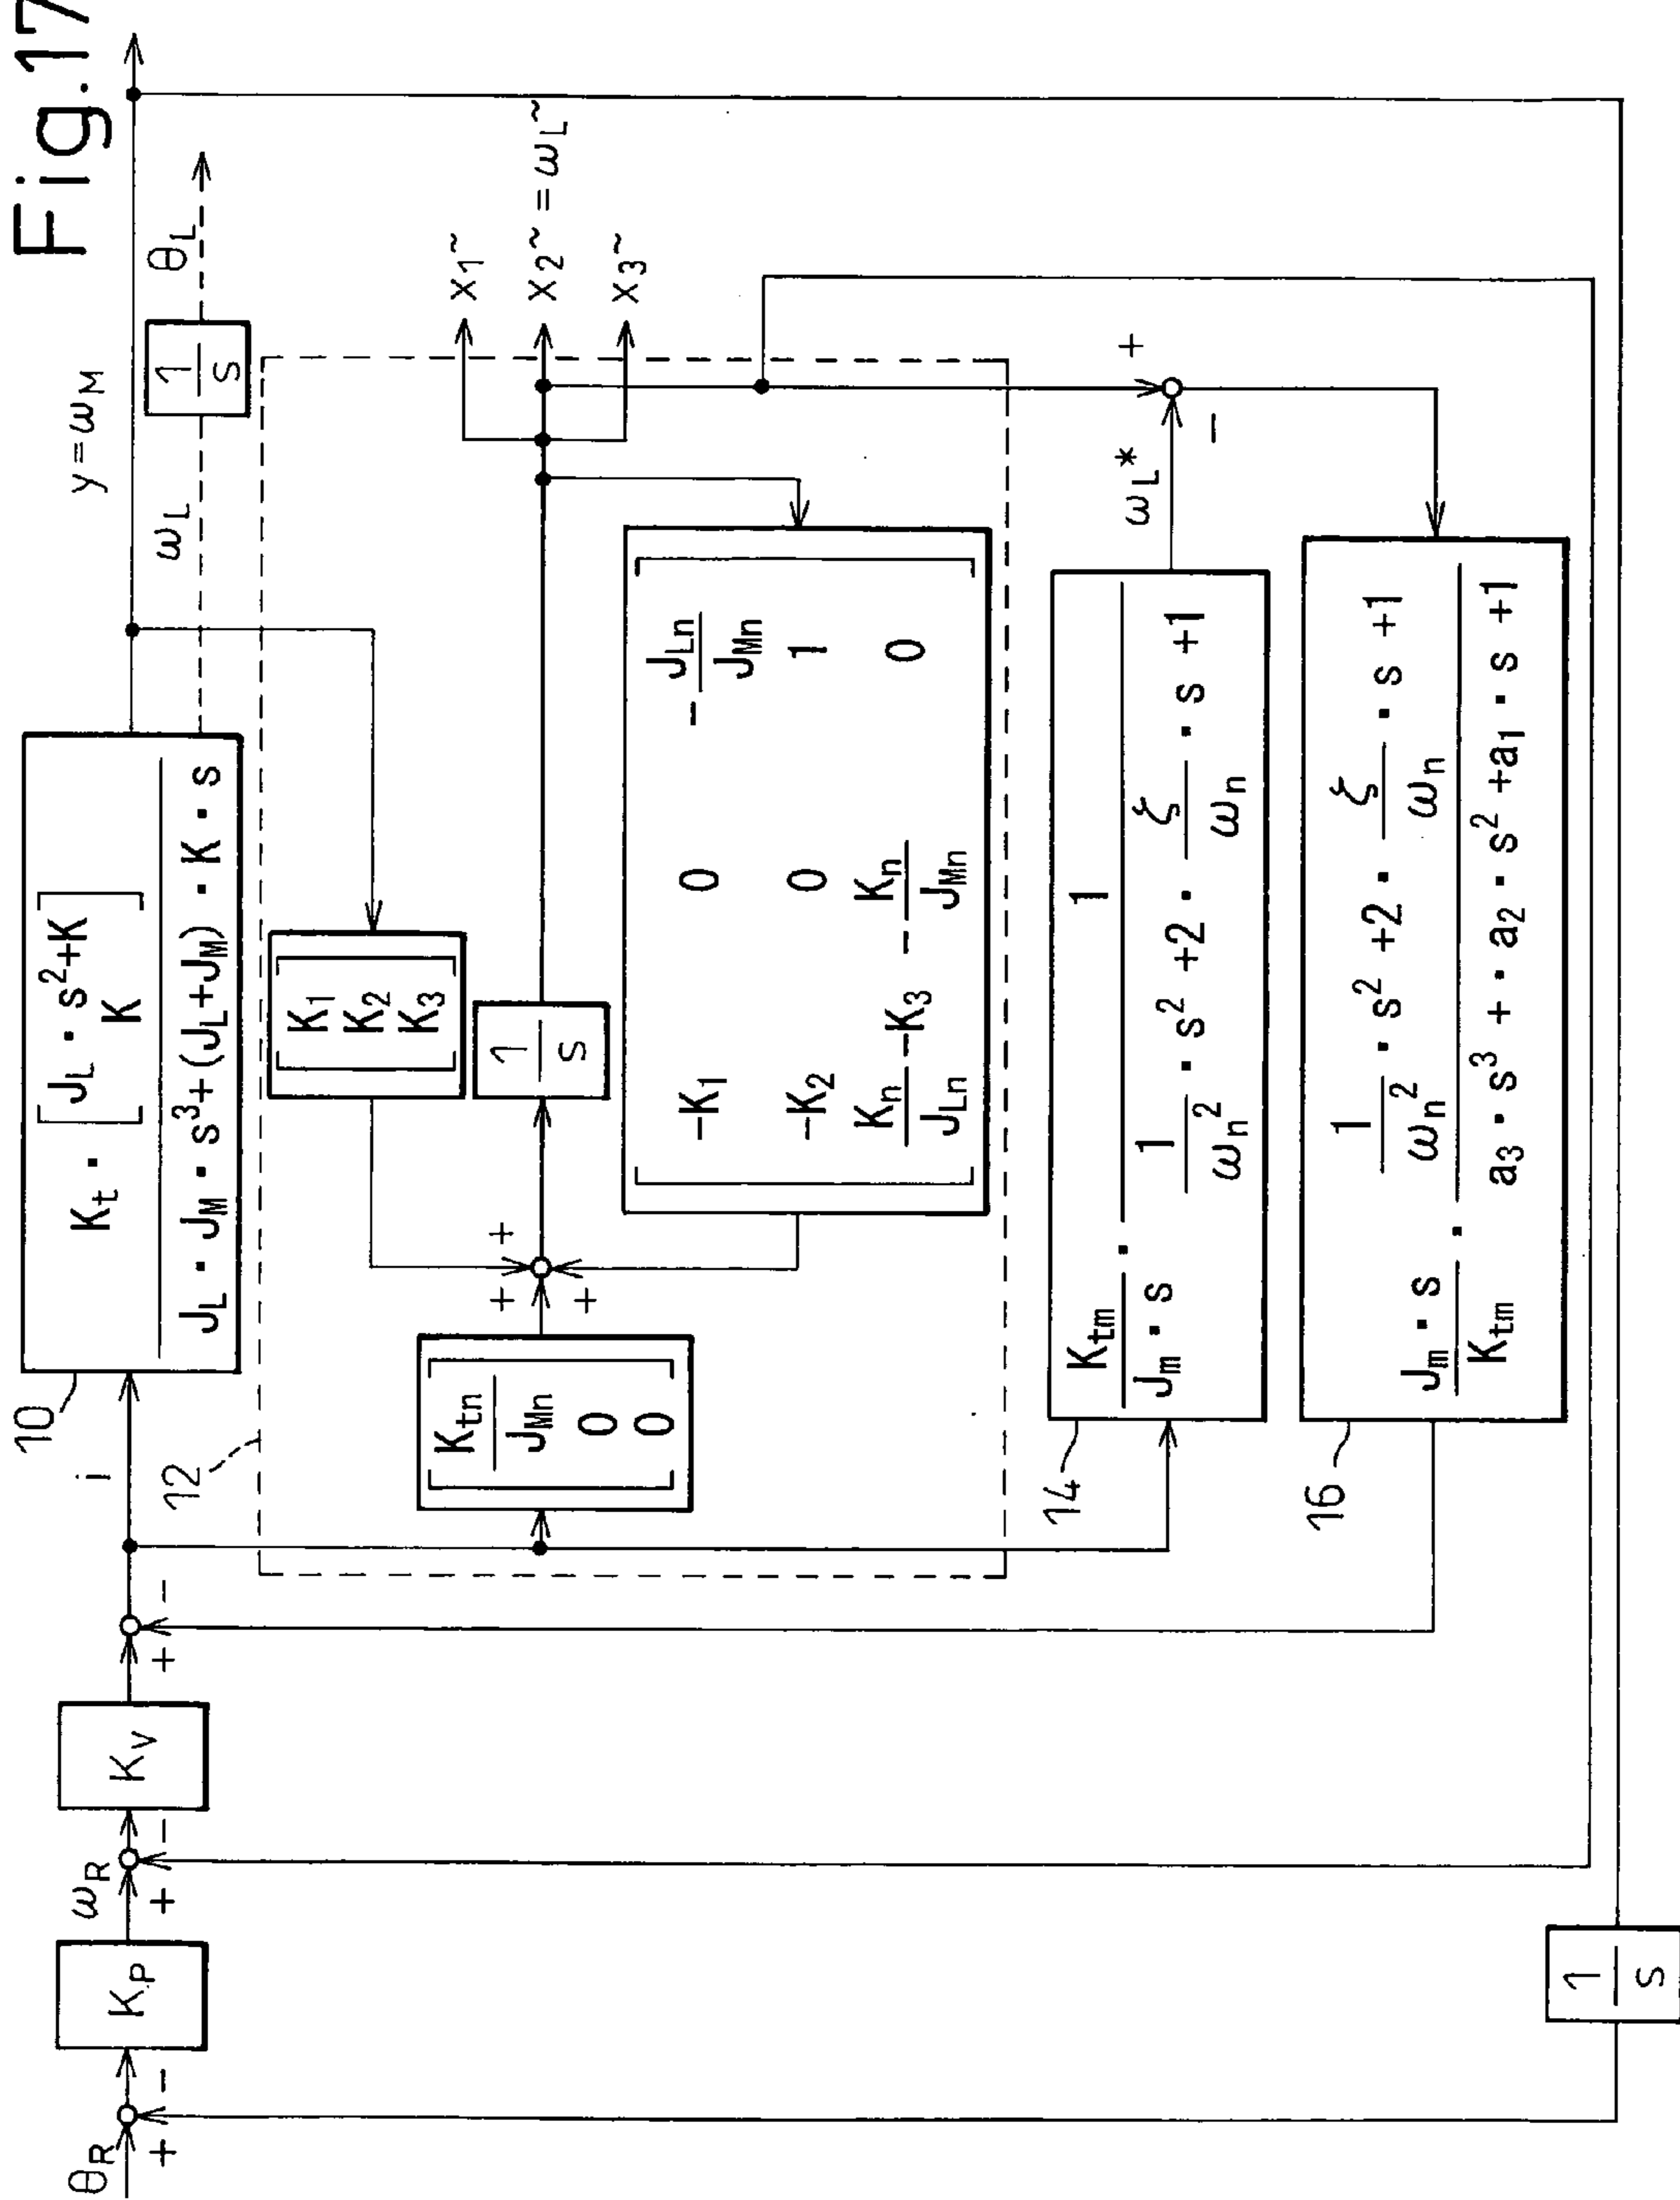 Fig.17
θR
+
-
KP
ωR
+
-
KV
+
-
i
10
Kt · [ JL · s²+K
K ]
JL · JM · s³+(JL+JM) · K · s
y=ωM
ωL
1
s
θL
12
Ktn
JMn
0
0
+
+
+
K1
K2
K3
1
s
x1~
x2~ = ωL~
x3~
-K1 0 - JLn
JMn
-K2 0 1
Kn
JLn -K3 - Kn
JMn 0
14
Ktm
Jm · s · 1
1
ωn² · s² +2 · ζ
ωn · s +1
ωL*
+
-
16
Jm · s
Ktm · 1
ωn² · s² +2 · ζ
ωn · s +1
a3 · s³ + · a2 · s² +a1 · s +1
1
s